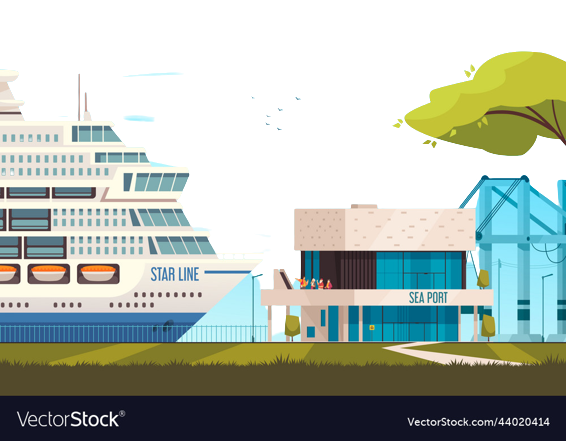 STAR LINE
SEA PORT
VectorStock®
VectorStock.com/44020414